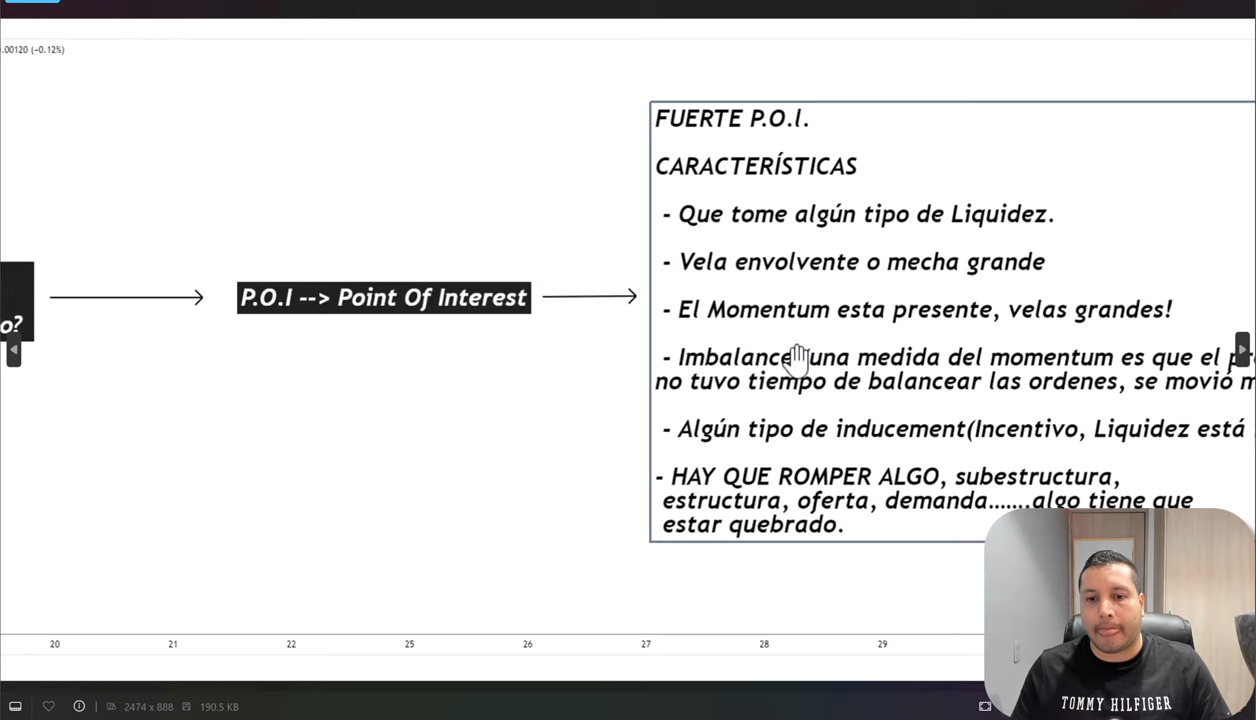 .00120 (−0.12%)
FUERTE P.O.l.
CARACTERÍSTICAS
- Que tome algún tipo de Liquidez.
- Vela envolvente o mecha grande
- El Momentum esta presente, velas grandes!
- Imbalance una medida del momentum es que el
no tuvo tiempo de balancear las ordenes, se movió
- Algún tipo de inducement(Incentivo, Liquidez está
- HAY QUE ROMPER ALGO, subestructura,
estructura, oferta, demanda.......algo tiene que
estar quebrado.
P.O.I --> Point Of Interest
o?
20 21 22 25 26 27 28 29
2474 x 888 190.5 KB
TOMMY HILFIGER